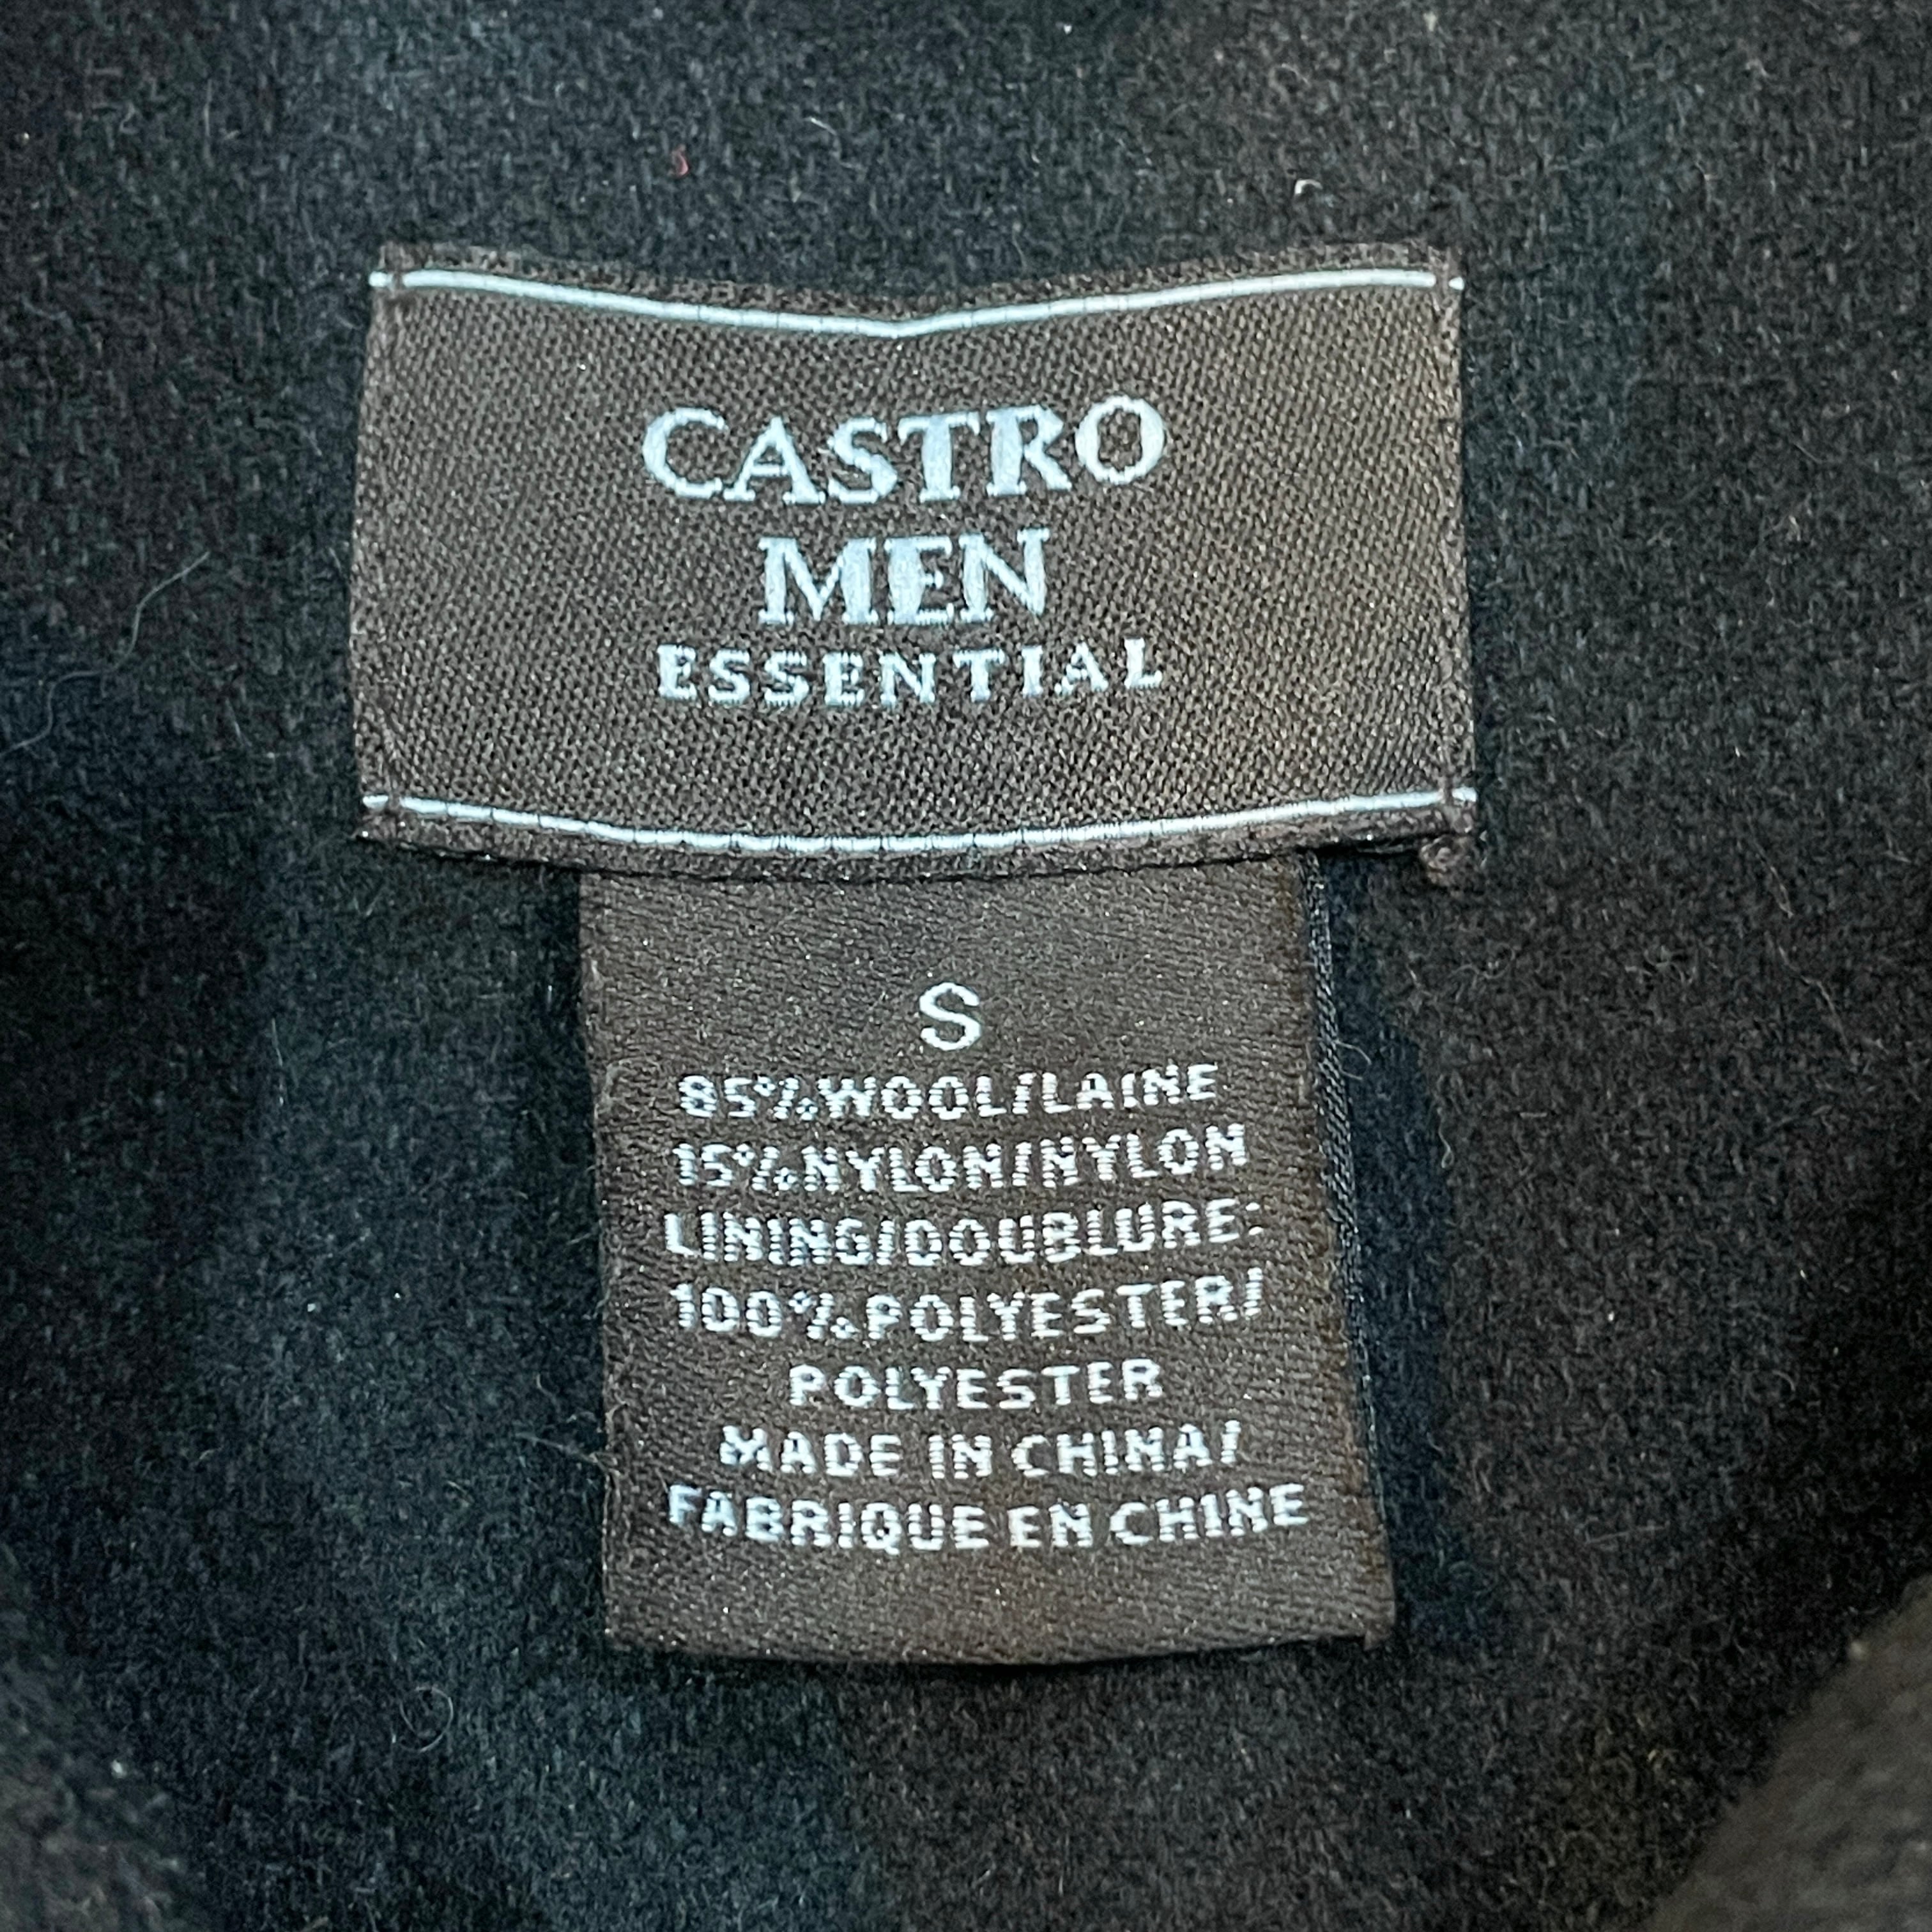 CASTRO
MEN
ESSENTIAL
S
85%WOOL/LAINE
15%NYLON/NYLON
LINING/DOUBLURE:
100%POLYESTER/
POLYESTER
MADE IN CHINA/
FABRIQUE EN CHINE